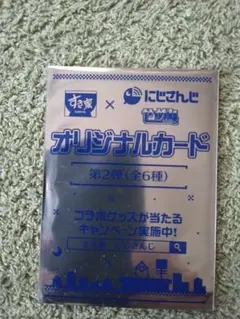 すき家 × にじさんじ
オリジナルカード
第2弾(全6種)
コラボグッズが当たる
キャンペーン実施中!